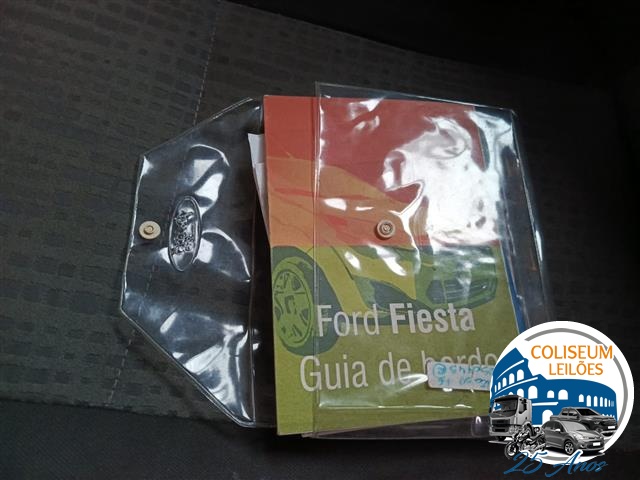 Ford Fiesta
Guia de bordo
COLISEUM
LEILÕES
25 Anos